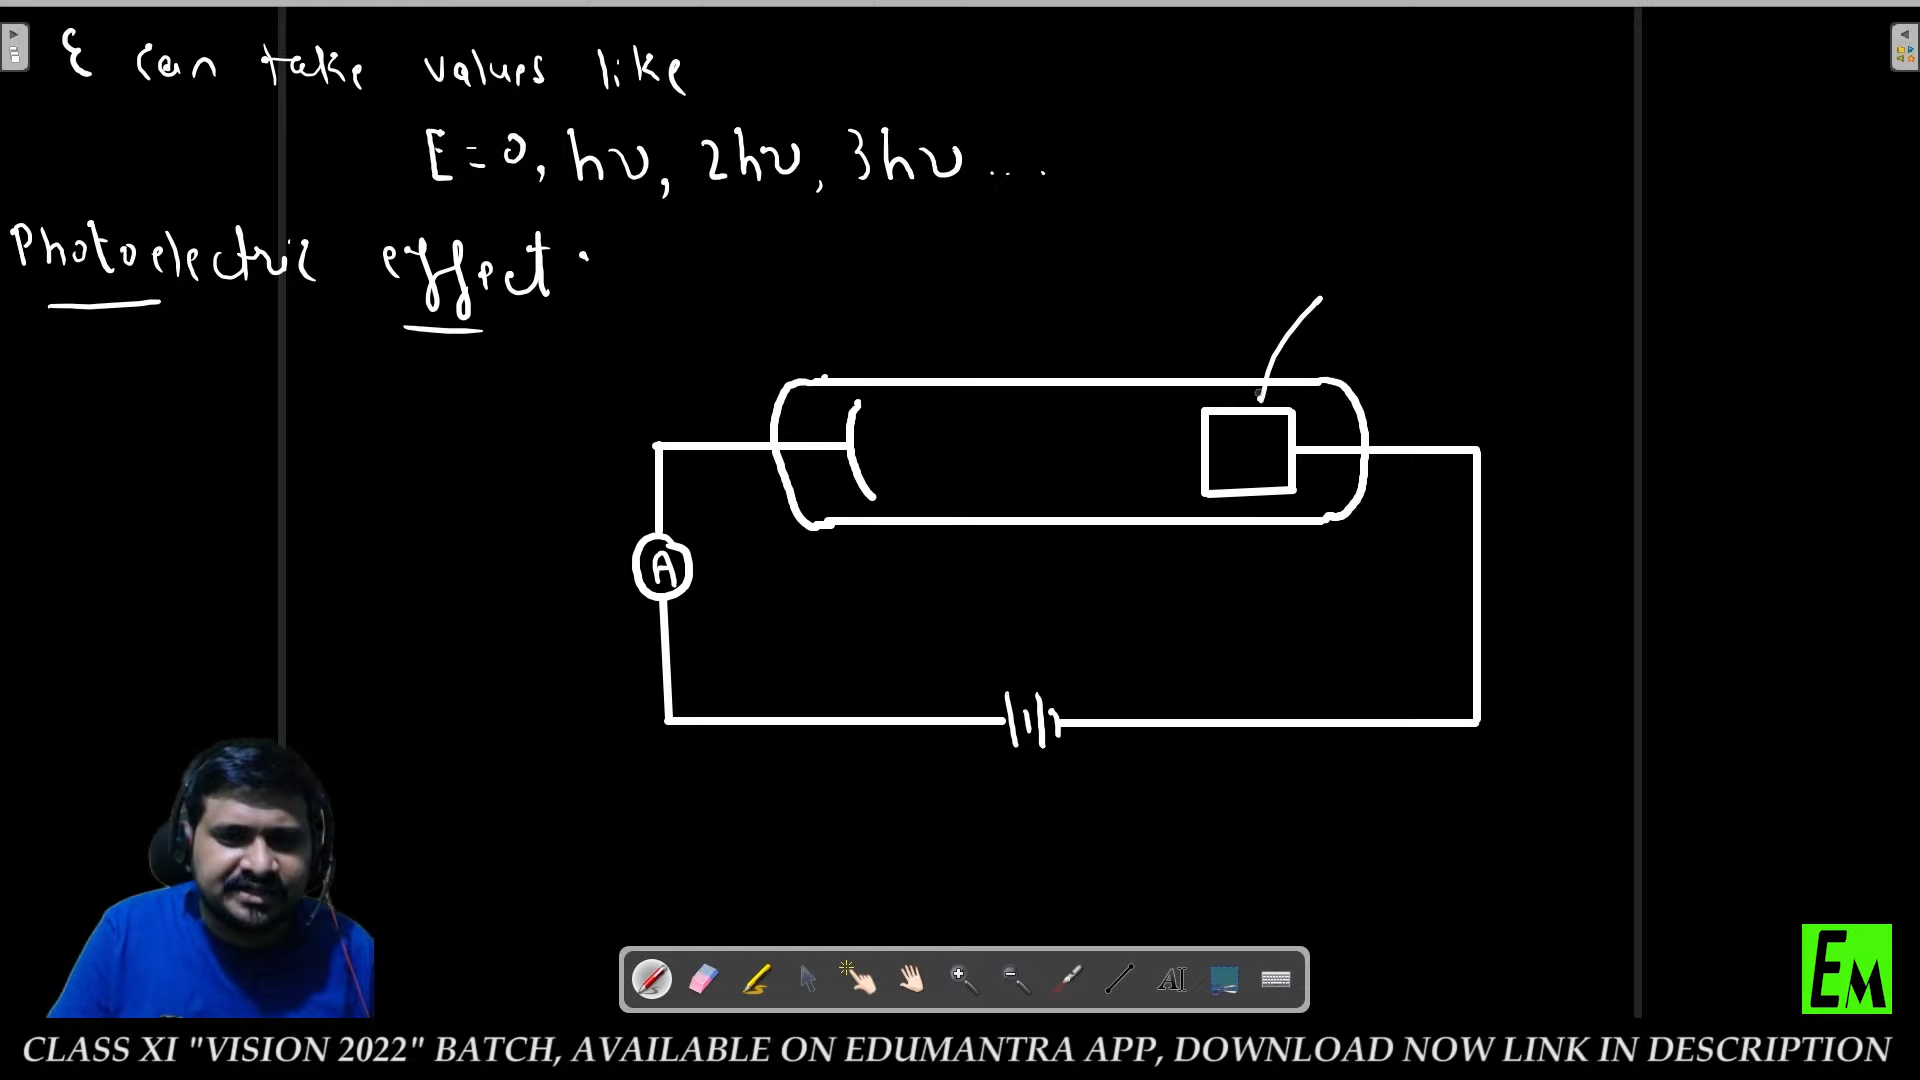 E can take values like
E = 0, hν, 2hν, 3hν ...
Photoelectric effect.
A
AI
EM
CLASS XI "VISION 2022" BATCH, AVAILABLE ON EDUMANTRA APP, DOWNLOAD NOW LINK IN DESCRIPTION